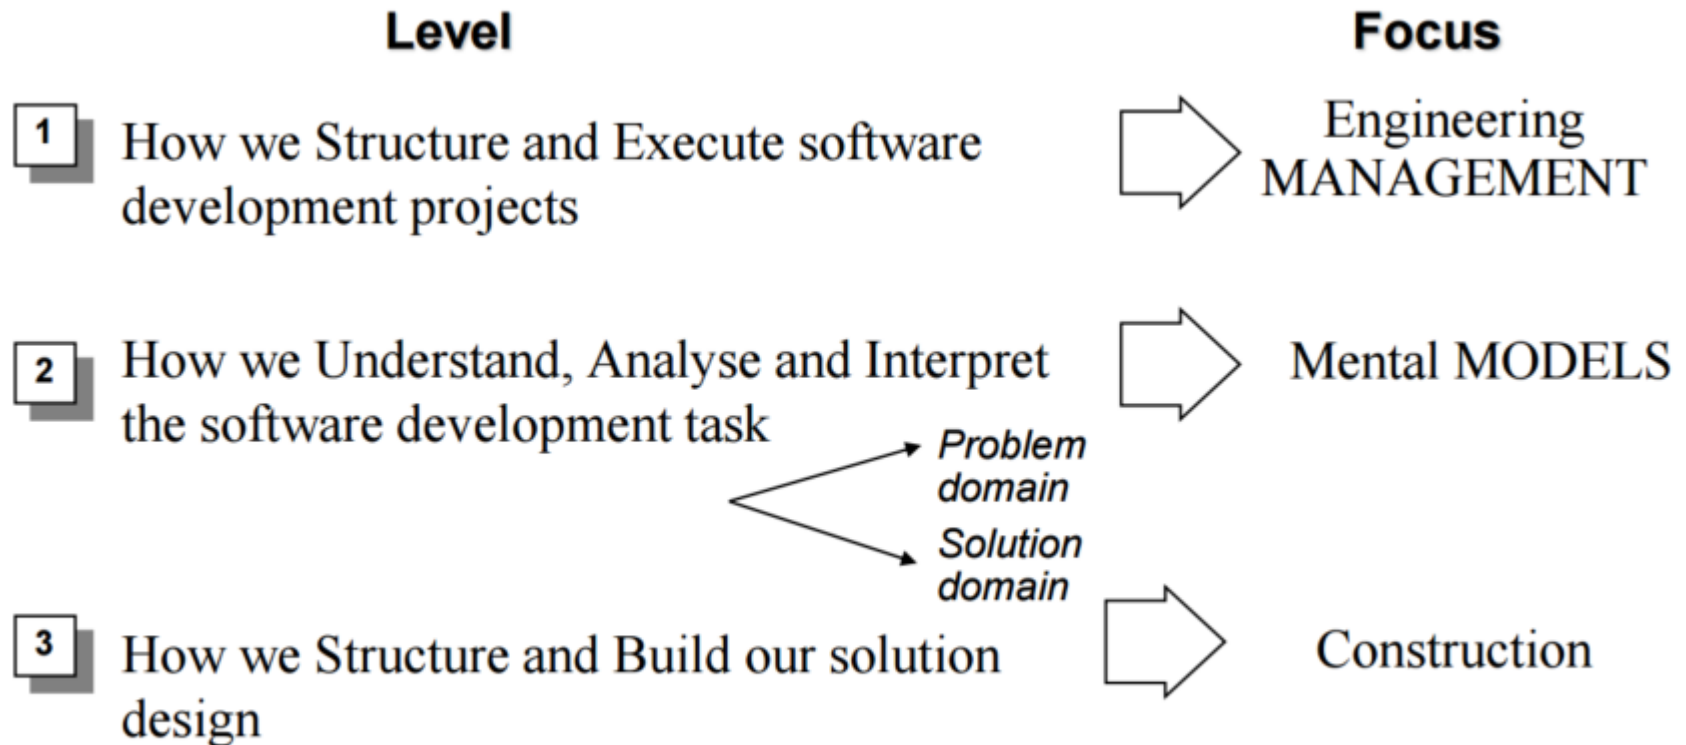 Level
Focus
1
How we Structure and Execute software
development projects
Engineering
MANAGEMENT
2
How we Understand, Analyse and Interpret
the software development task
Mental MODELS
Problem
domain
Solution
domain
3
How we Structure and Build our solution
design
Construction